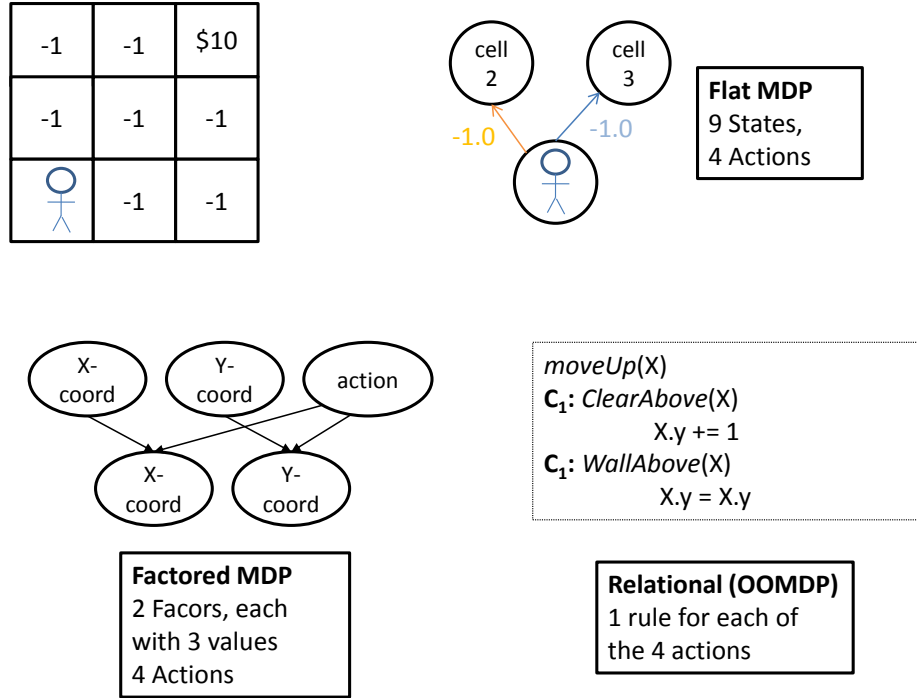 -1 -1 $10
-1 -1 -1
-1 -1
cell
2
cell
3
-1.0
-1.0
Flat MDP
9 States,
4 Actions
X-
coord
Y-
coord
action
X-
coord
Y-
coord
Factored MDP
2 Facors, each
with 3 values
4 Actions
moveUp(X)
C₁: ClearAbove(X)
X.y += 1
C₁: WallAbove(X)
X.y = X.y
Relational (OOMDP)
1 rule for each of
the 4 actions